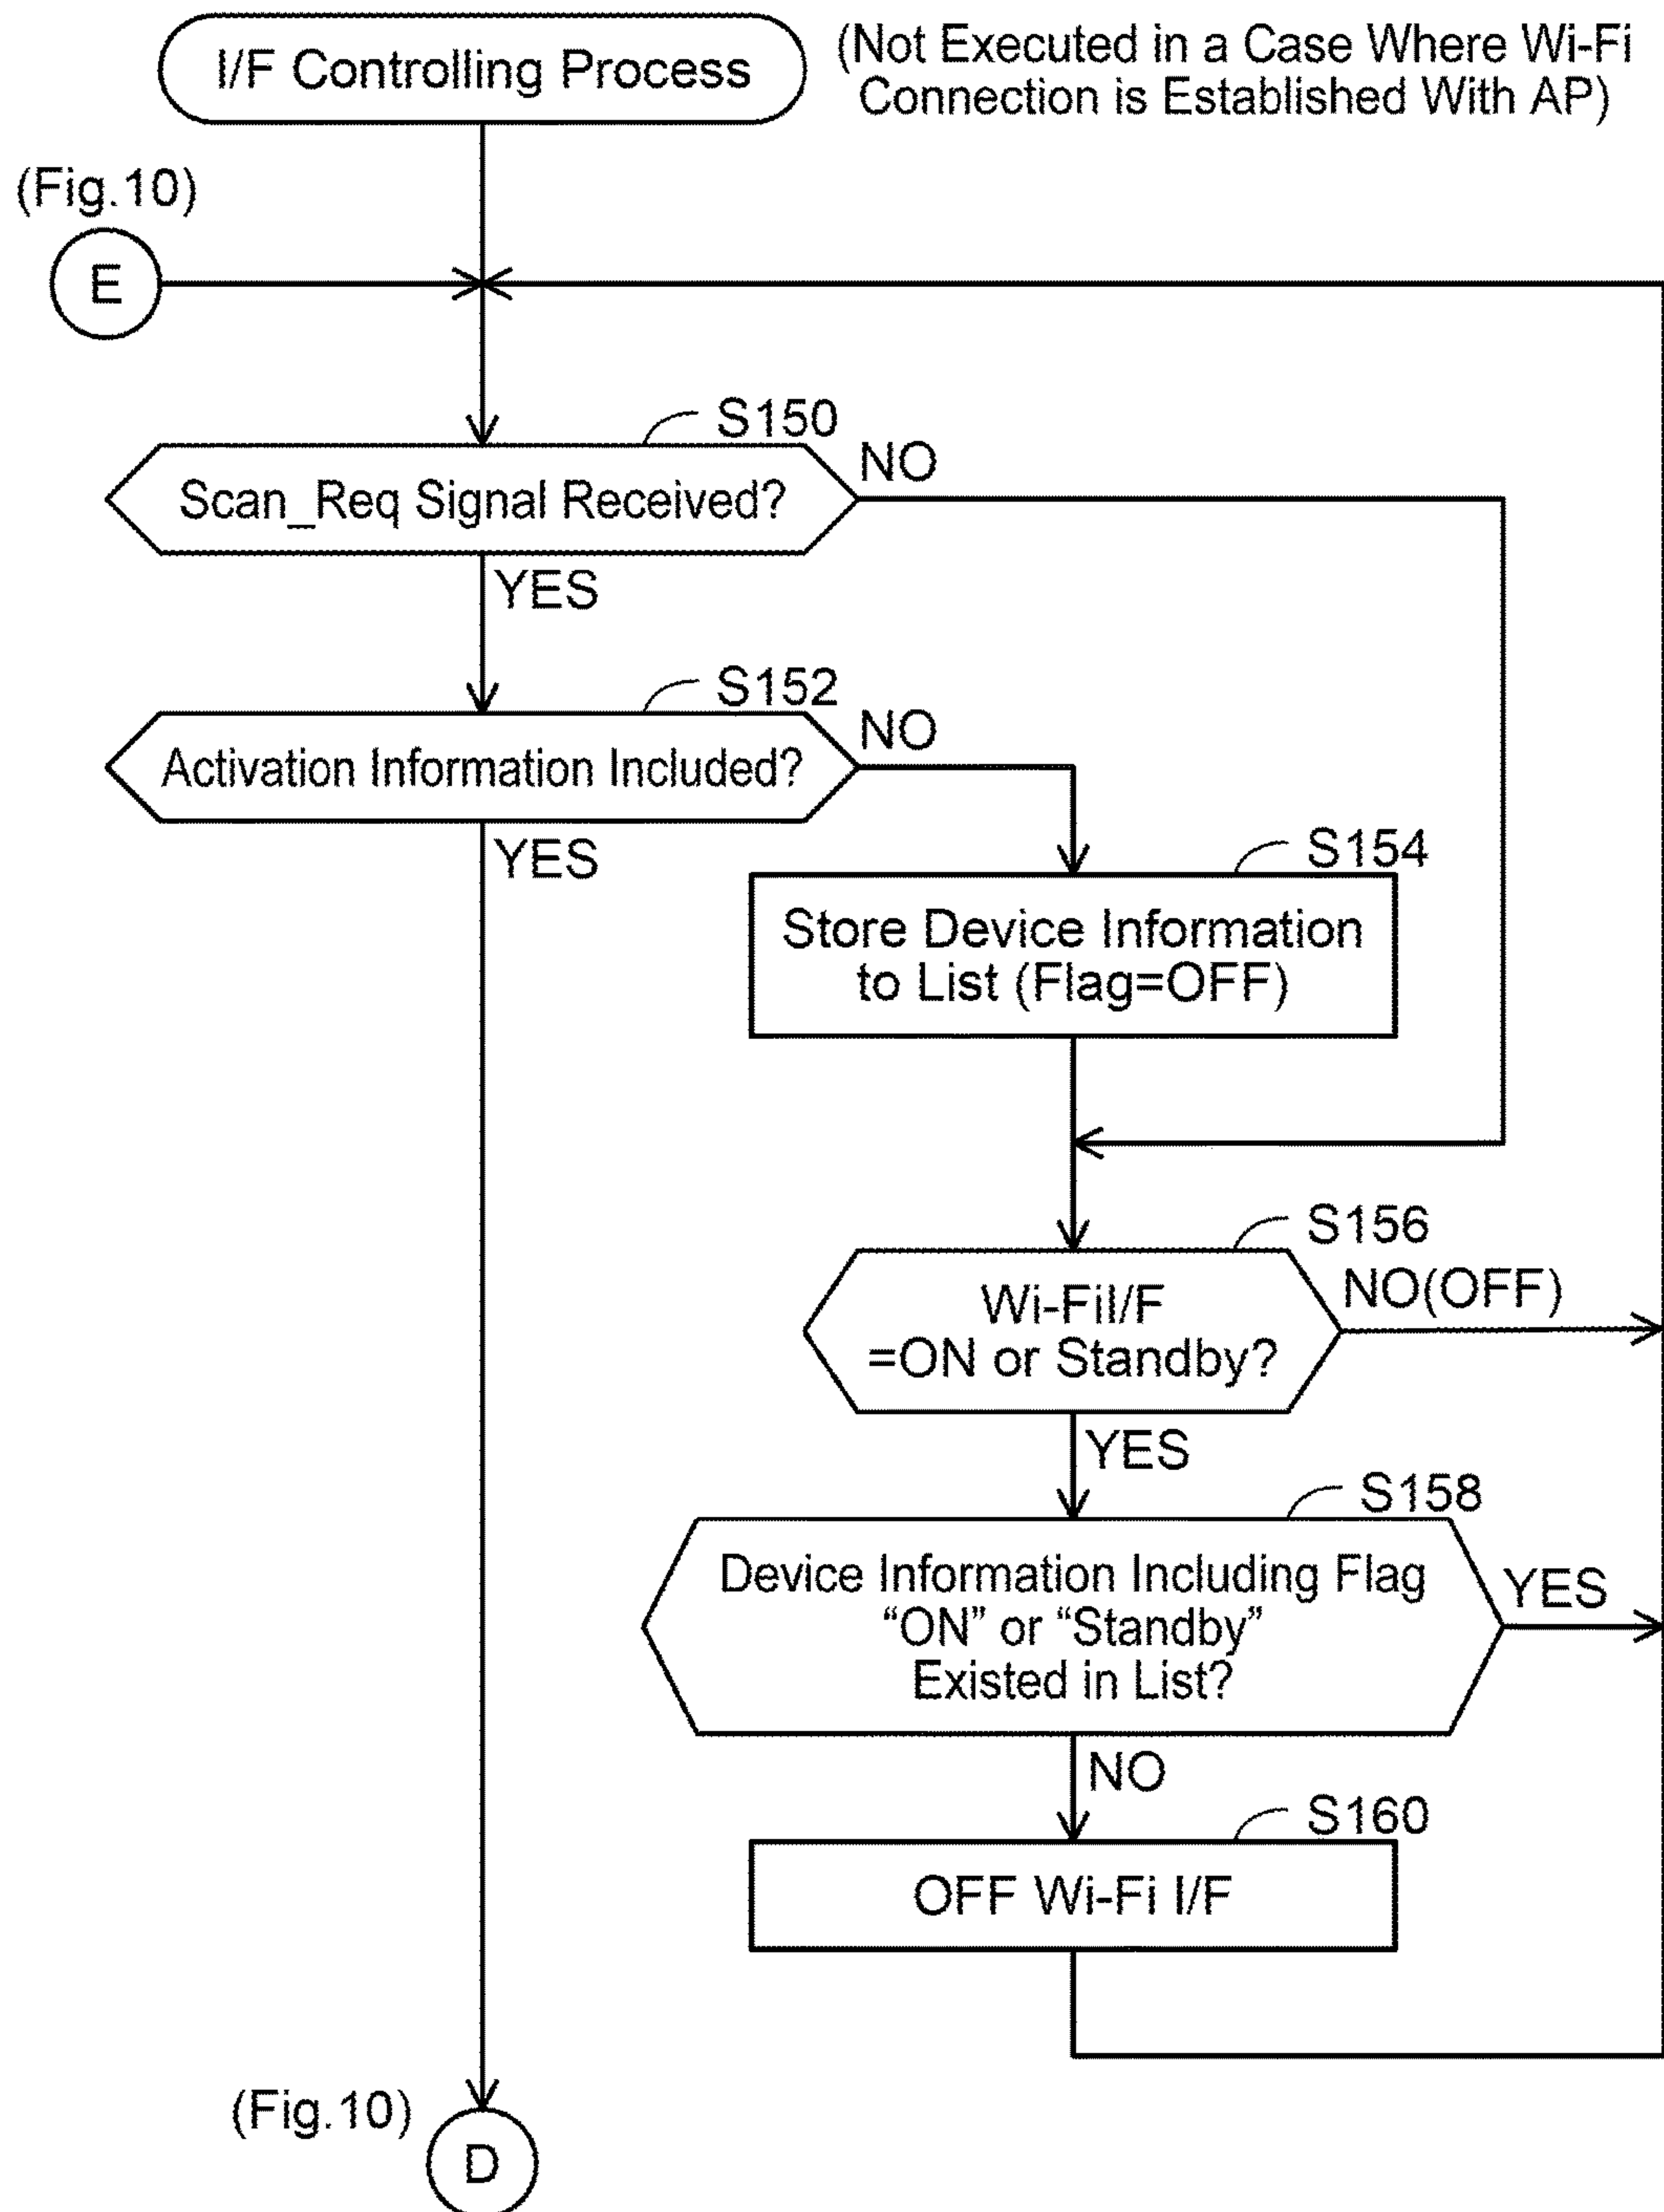 I/F Controlling Process
(Not Executed in a Case Where Wi-Fi
Connection is Established With AP)
(Fig.10)
E
S150
Scan_Req Signal Received?
NO
YES
S152
Activation Information Included?
NO
YES
S154
Store Device Information
to List (Flag=OFF)
S156
Wi-FiI/F
=ON or Standby?
NO(OFF)
YES
S158
Device Information Including Flag
“ON” or “Standby”
Existed in List?
YES
NO
S160
OFF Wi-Fi I/F
(Fig.10)
D